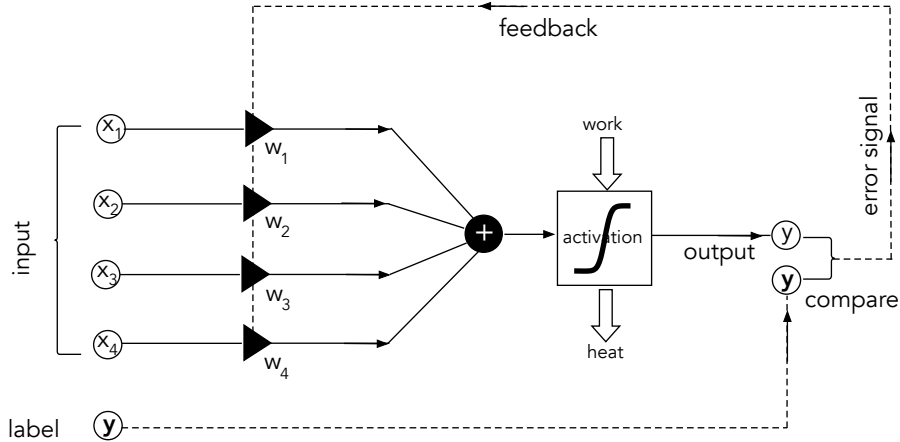 feedback
x1
w1
x2
w2
x3
w3
x4
w4
input
+
work
activation
heat
output
y
y
compare
error signal
label
y